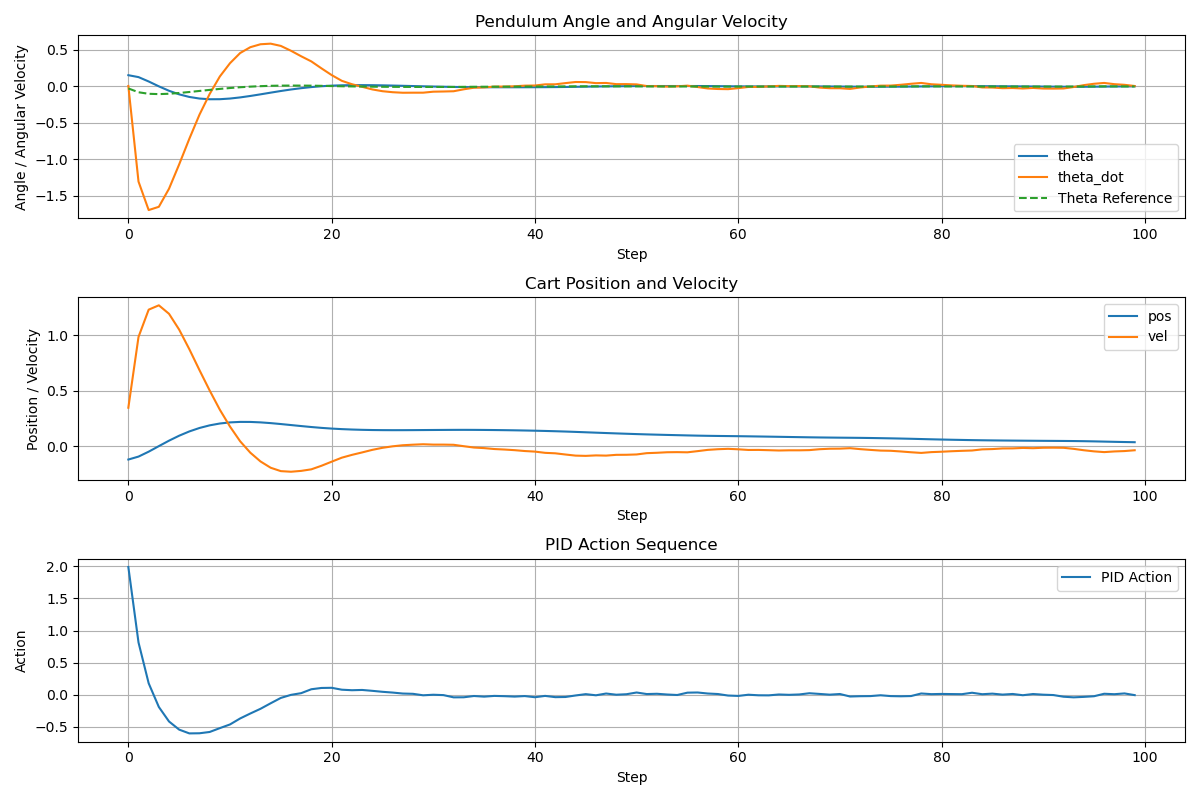 Pendulum Angle and Angular Velocity
Angle / Angular Velocity
0.5
0.0
−0.5
−1.0
−1.5
theta
theta_dot
Theta Reference
0 20 40 60 80 100
Step
Cart Position and Velocity
Position / Velocity
1.0
0.5
0.0
pos
vel
0 20 40 60 80 100
Step
PID Action Sequence
Action
2.0
1.5
1.0
0.5
0.0
−0.5
PID Action
0 20 40 60 80 100
Step